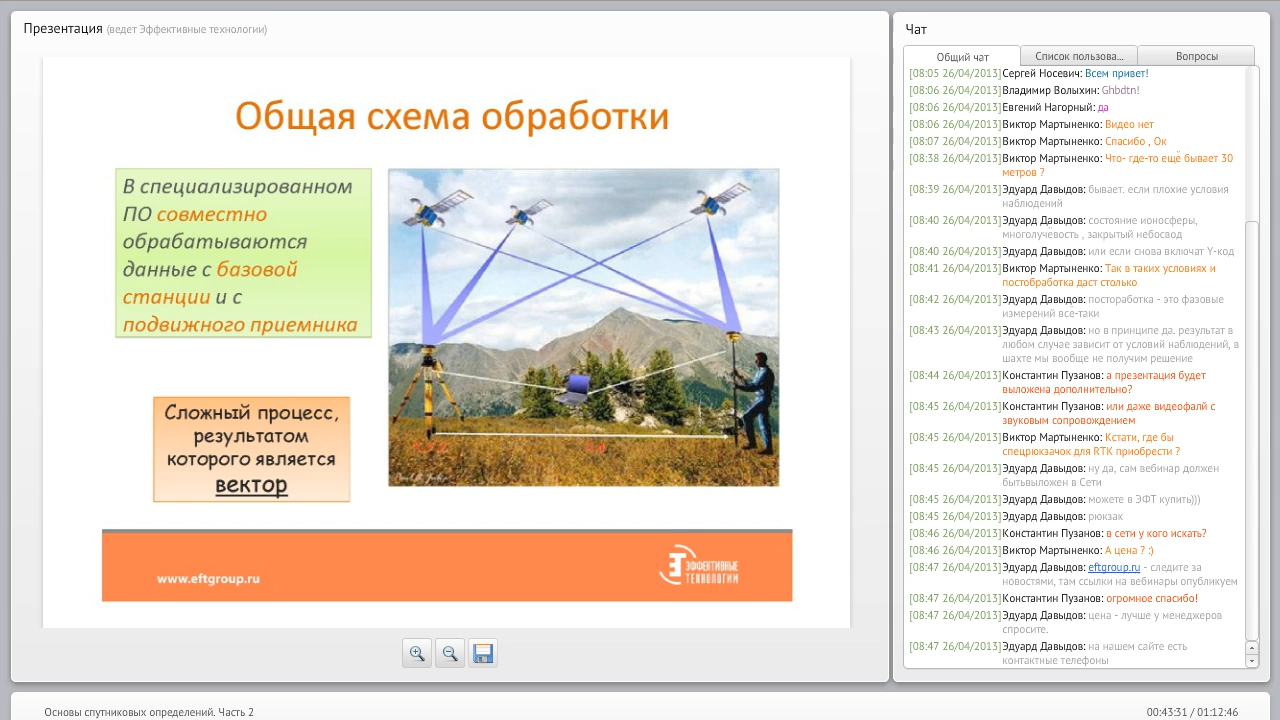 Презентация (ведет Эффективные технологии)
Общая схема обработки
В специализированном
ПО совместно
обрабатываются
данные с базовой
станции и с
подвижного приемника
Сложный процесс,
результатом
которого является
вектор
www.eftgroup.ru
ЭФФЕКТИВНЫЕ
ТЕХНОЛОГИИ
Чат
Общий чат
Список пользова...
Вопросы
[08:05 26/04/2013]Сергей Носевич: Всем привет!
[08:06 26/04/2013]Владимир Волыхин: Ghbdtn!
[08:06 26/04/2013]Евгений Нагорный: да
[08:06 26/04/2013]Виктор Мартыненко: Видео нет
[08:07 26/04/2013]Виктор Мартыненко: Спасибо , Ок
[08:38 26/04/2013]Виктор Мартыненко: Что- где-то ещё бывает 30
метров ?
[08:39 26/04/2013]Эдуард Давыдов: бывает. если плохие условия
наблюдений
[08:40 26/04/2013]Эдуард Давыдов: состояние ионосферы,
многолучевость , закрытый небосвод
[08:40 26/04/2013]Эдуард Давыдов: или если снова включат Y-код
[08:41 26/04/2013]Виктор Мартыненко: Так в таких условиях и
постобработка даст столько
[08:42 26/04/2013]Эдуард Давыдов: посторaботка - это фазовые
измерений все-таки
[08:43 26/04/2013]Эдуард Давыдов: но в принципе да. результат в
любом случае зависит от условий наблюдений, в
шахте мы вообще не получим решение
[08:44 26/04/2013]Константин Пузанов: а презентация будет
выложена дополнительно?
[08:45 26/04/2013]Константин Пузанов: или даже видеофалй с
звуковым сопровождением
[08:45 26/04/2013]Виктор Мартыненко: Кстати, где бы
спецрюкзачок для RTK приобрести ?
[08:45 26/04/2013]Эдуард Давыдов: ну да, сам вебинар должен
бытьвыложен в Сети
[08:45 26/04/2013]Эдуард Давыдов: можете в ЭФТ купить)))
[08:45 26/04/2013]Эдуард Давыдов: рюкзак
[08:46 26/04/2013]Константин Пузанов: в сети у кого искать?
[08:46 26/04/2013]Виктор Мартыненко: А цена ? :)
[08:47 26/04/2013]Эдуард Давыдов: eftgroup.ru - следите за
новостями, там ссылки на вебинары опубликуем
[08:47 26/04/2013]Константин Пузанов: огромное спасибо!
[08:47 26/04/2013]Эдуард Давыдов: цена - лучше у менеджеров
спросите.
[08:47 26/04/2013]Эдуард Давыдов: на нашем сайте есть
контактные телефоны
Основы спутниковых определений. Часть 2
00:43:31 / 01:12:46